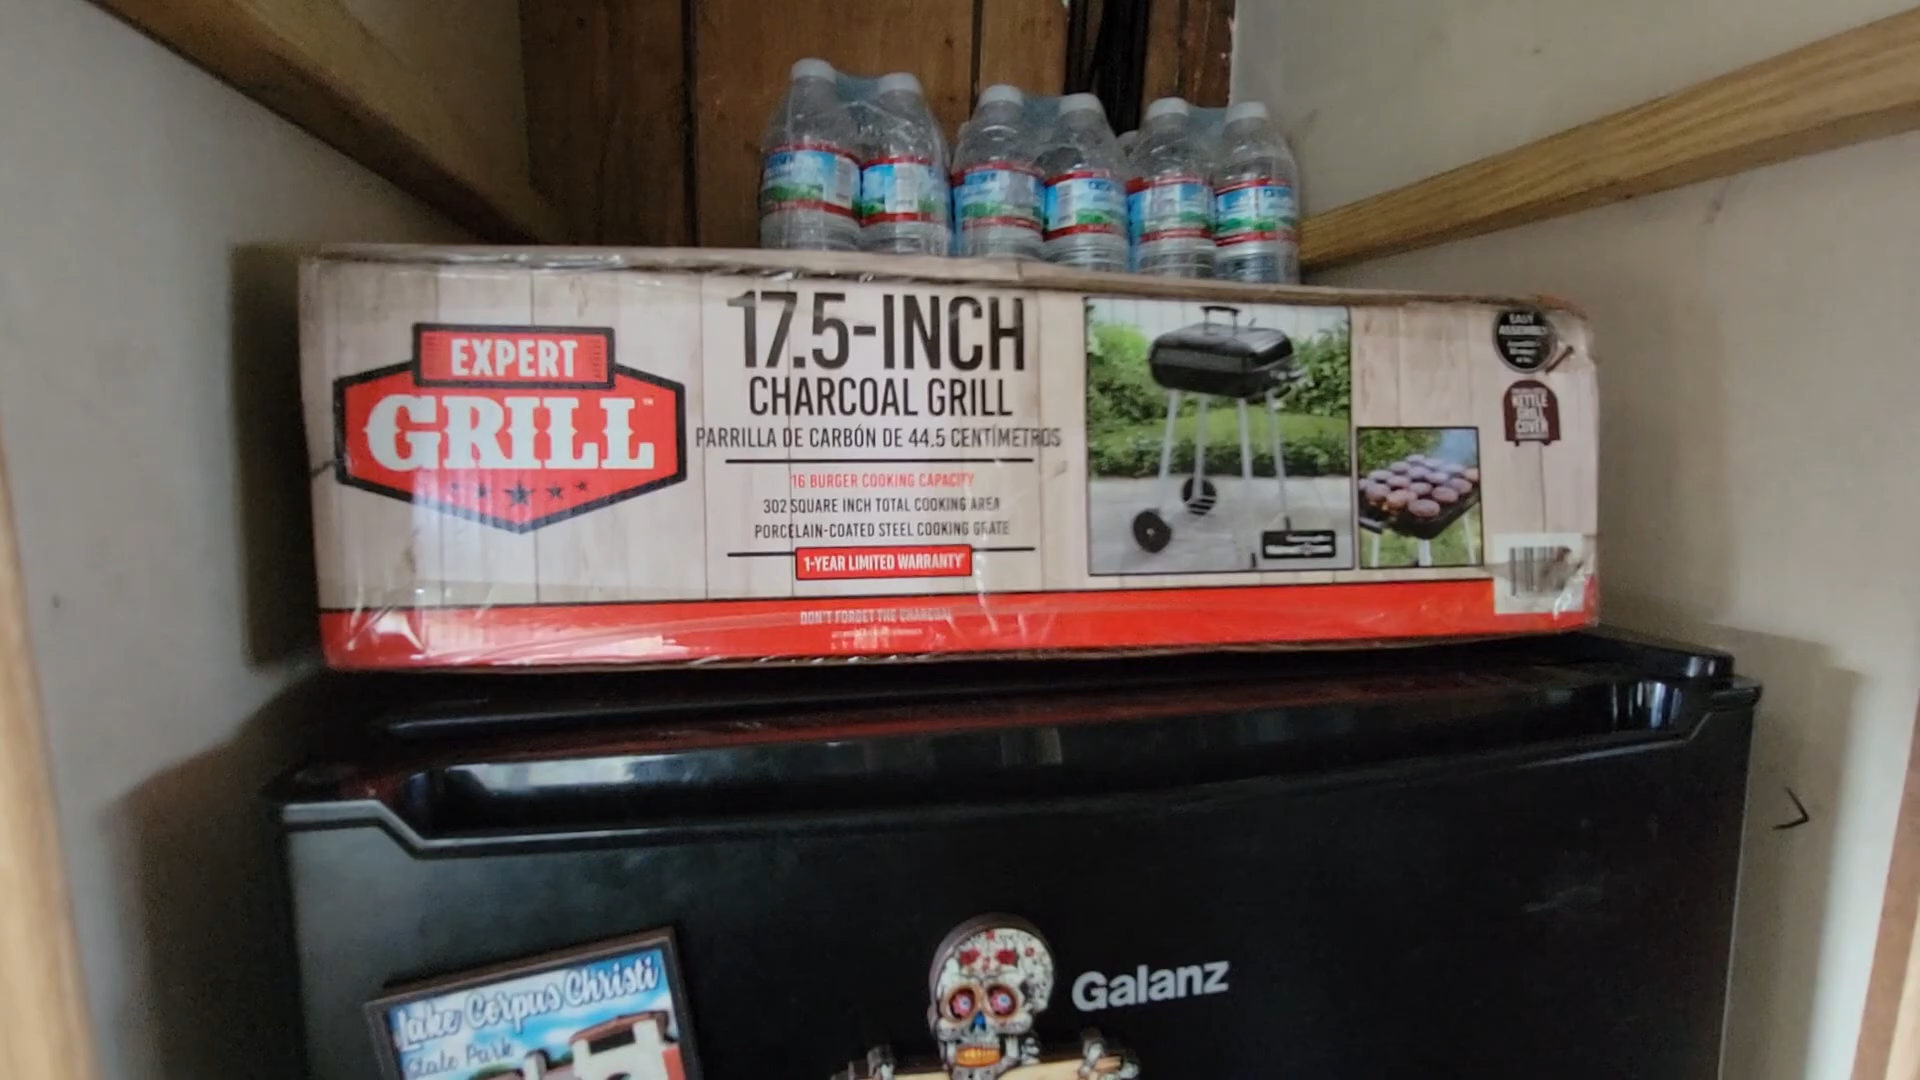 EXPERT
GRILL™
17.5-INCH
CHARCOAL GRILL
PARRILLA DE CARBÓN DE 44.5 CENTÍMETROS
16 BURGER COOKING CAPACITY
302 SQUARE INCH TOTAL COOKING AREA
PORCELAIN-COATED STEEL COOKING GRATE
1-YEAR LIMITED WARRANTY
DON'T FORGET THE CHARCOAL
EASY
ASSEMBLY
KETTLE
GRILL
COVER
Galanz
Lake Corpus Christi
State Park